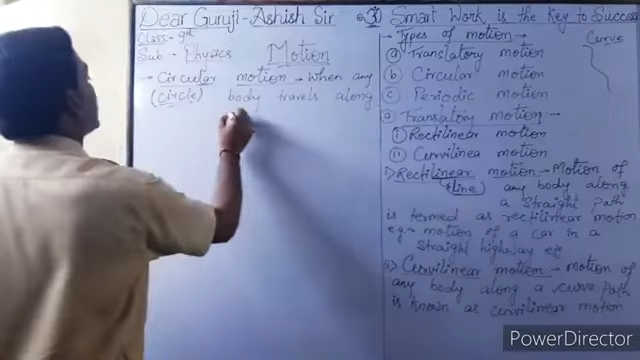 Dear Guruji - Ashish Sir
③ Smart Work is the Key to Success
Class - 9th
Sub - Physics
Motion
→ Circular motion → When any
(circle) body travels along
→ Types of motion →
Curve
ⓐ Translatory motion
ⓑ Circular motion
ⓒ Periodic motion
ⓐ Translatory motion →
ⓘ Rectilinear motion
ⓘⓘ Curvilinea motion
i) Rectilinear motion → Motion of
line) any body along
a Straight path
is termed as rectilinear motion
e.g. → motion of a car in a
Straight highway etc
ii) Curvilinear motion → motion of
any body along a curve path
is known as curvilinear motion
PowerDirector